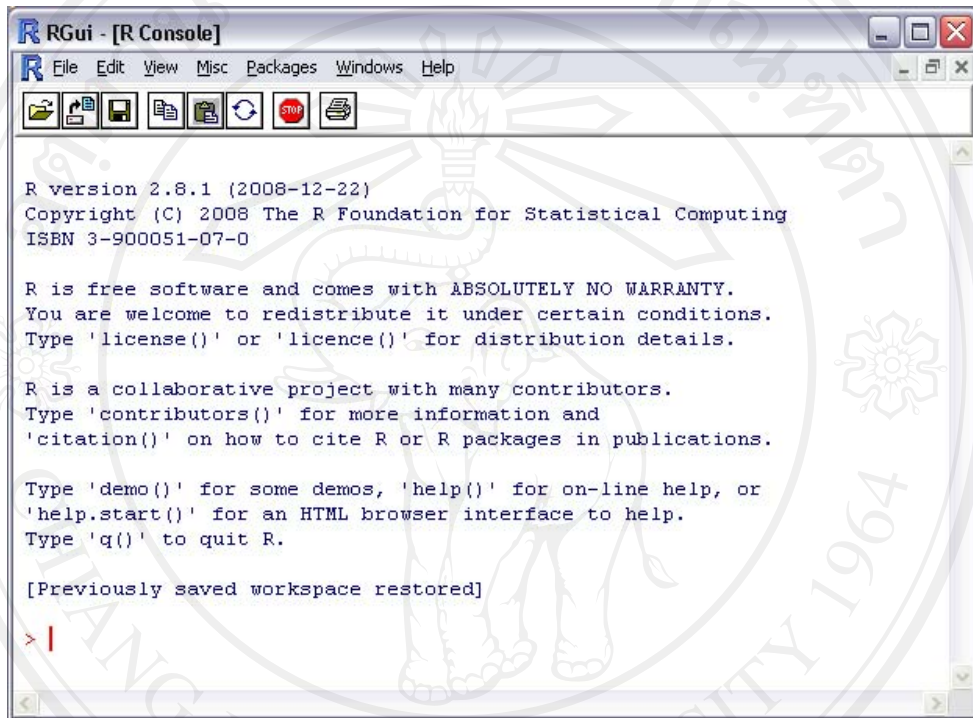 RGui - [R Console]
File Edit View Misc Packages Windows Help
STOP
R version 2.8.1 (2008-12-22)
Copyright (C) 2008 The R Foundation for Statistical Computing
ISBN 3-900051-07-0
R is free software and comes with ABSOLUTELY NO WARRANTY.
You are welcome to redistribute it under certain conditions.
Type 'license()' or 'licence()' for distribution details.
R is a collaborative project with many contributors.
Type 'contributors()' for more information and
'citation()' on how to cite R or R packages in publications.
Type 'demo()' for some demos, 'help()' for on-line help, or
'help.start()' for an HTML browser interface to help.
Type 'q()' to quit R.
[Previously saved workspace restored]
>
1964